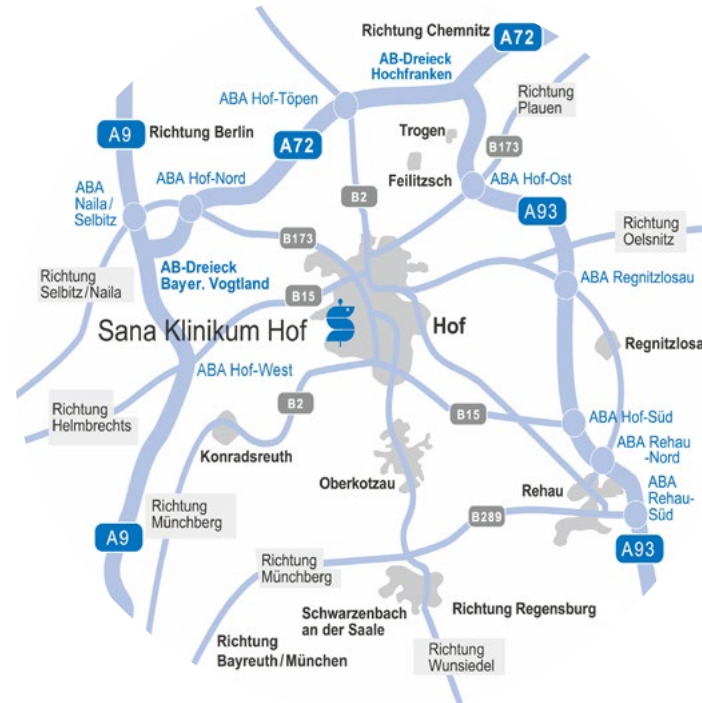 Richtung Chemnitz
A72
AB-Dreieck
Hochfranken
ABA Hof-Töpen
Richtung
Plauen
A9
Richtung Berlin
A72
Trogen
B173
Feilitzsch
ABA
Naila/
Selbitz
ABA Hof-Nord
B2
ABA Hof-Ost
A93
Richtung
Oelsnitz
B173
Richtung
Selbitz/Naila
AB-Dreieck
Bayer. Vogtland
B15
ABA Regnitzlosau
Sana Klinikum Hof
Hof
Regnitzlosa
ABA Hof-West
Richtung
Helmbrechts
B2
B15
ABA Hof-Süd
Konradsreuth
ABA Rehau
-Nord
Oberkotzau
Rehau
ABA
Rehau-
Süd
Richtung
Münchberg
B289
A9
A93
Richtung
Münchberg
Schwarzenbach
an der Saale
Richtung Regensburg
Richtung
Bayreuth/München
Richtung
Wunsiedel